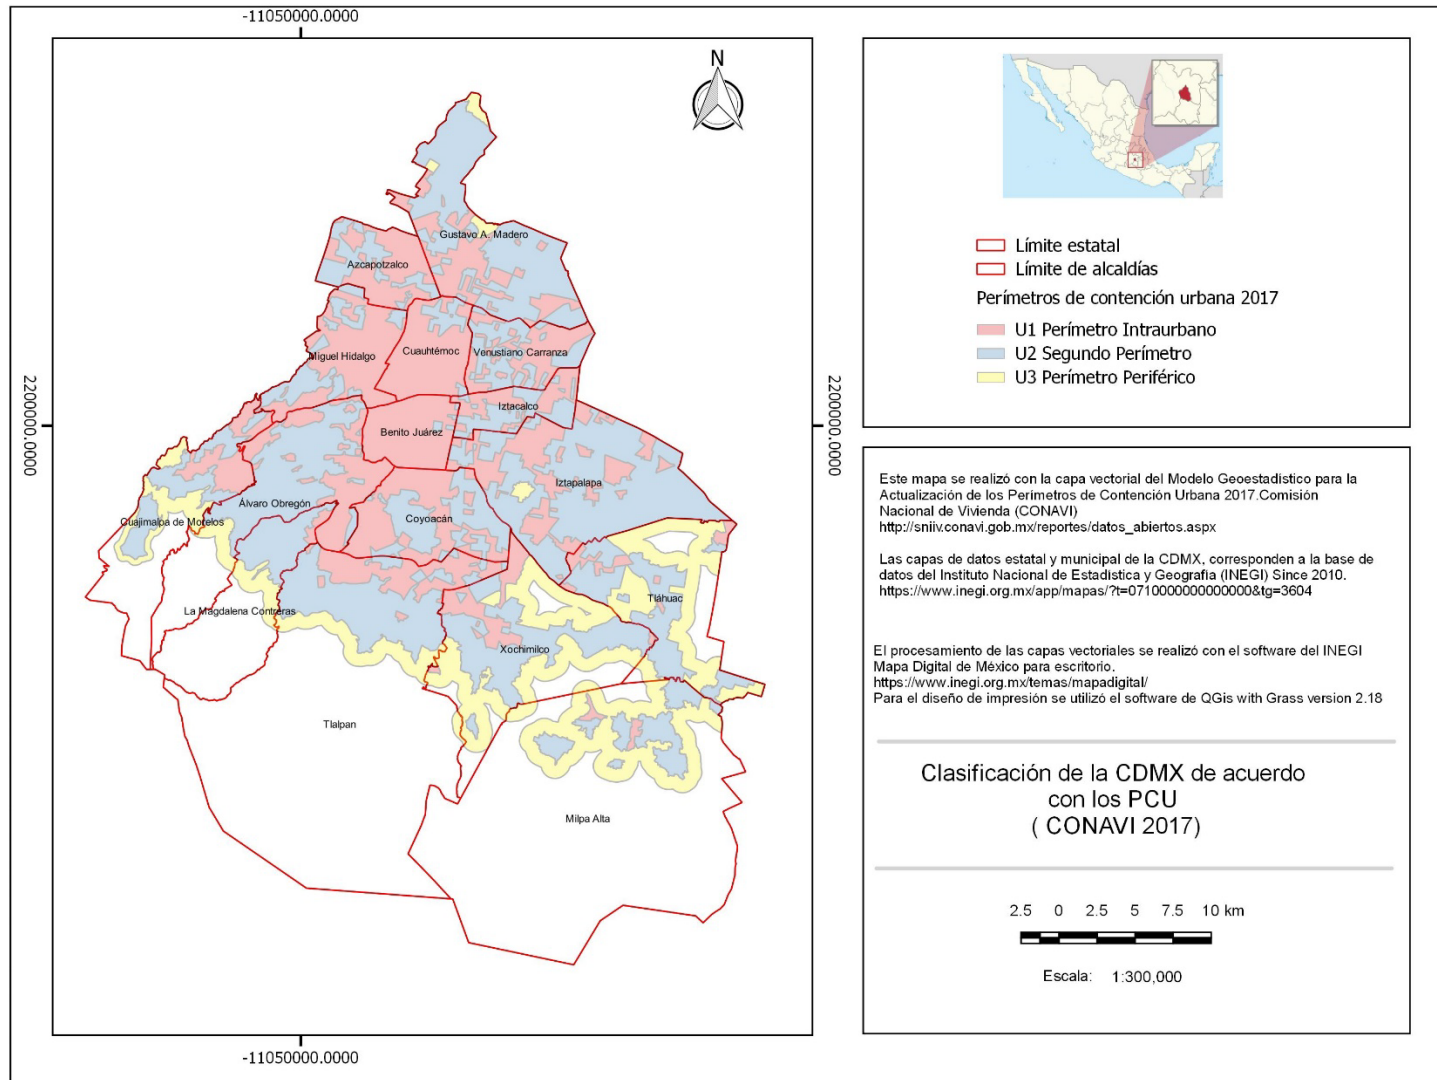 -11050000.0000
N
Gustavo A. Madero
Azcapotzalco
Miguel Hidalgo
Cuauhtémoc
Venustiano Carranza
Iztacalco
Benito Juárez
Iztapalapa
Álvaro Obregón
Coyoacán
Cuajimalpa de Morelos
La Magdalena Contreras
Tláhuac
Xochimilco
Tlalpan
Milpa Alta
2200000.0000
2200000.0000
-11050000.0000
Límite estatal
Límite de alcaldías
Perímetros de contención urbana 2017
U1 Perímetro Intraurbano
U2 Segundo Perímetro
U3 Perímetro Periférico
Este mapa se realizó con la capa vectorial del Modelo Geoestadístico para la
Actualización de los Perímetros de Contención Urbana 2017.Comisión
Nacional de Vivienda (CONAVI)
http://sniiv.conavi.gob.mx/reportes/datos_abiertos.aspx
Las capas de datos estatal y municipal de la CDMX, corresponden a la base de
datos del Instituto Nacional de Estadística y Geografía (INEGI) Since 2010.
https://www.inegi.org.mx/app/mapas/?t=0710000000000000&tg=3604
El procesamiento de las capas vectoriales se realizó con el software del INEGI
Mapa Digital de México para escritorio.
https://www.inegi.org.mx/temas/mapadigital/
Para el diseño de impresión se utilizó el software de QGis with Grass version 2.18
Clasificación de la CDMX de acuerdo
con los PCU
( CONAVI 2017)
2.5 0 2.5 5 7.5 10 km
Escala: 1:300,000